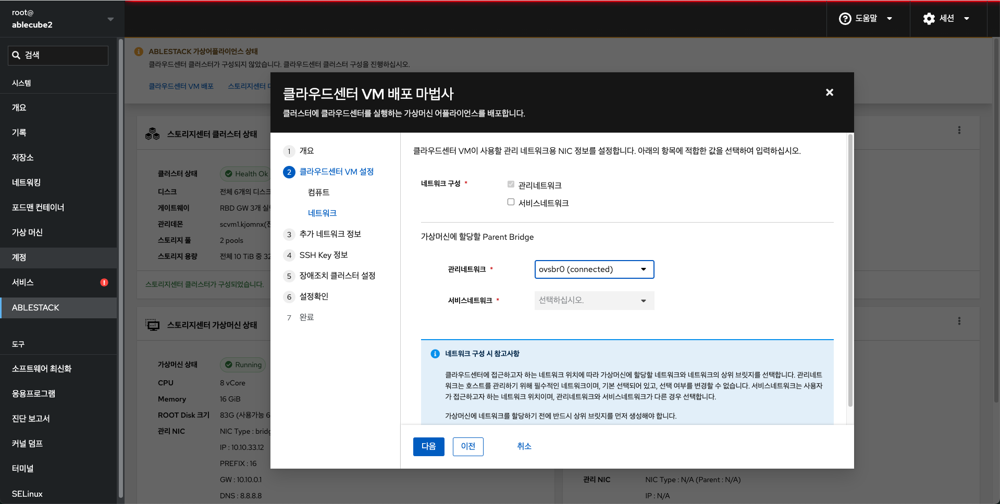 root@
ablecube2
도움말
세션
검색
시스템
개요
기록
저장소
네트워킹
포드맨 컨테이너
가상 머신
계정
서비스
ABLESTACK
도구
소프트웨어 최신화
응용프로그램
진단 보고서
커널 덤프
터미널
SELinux
ABLESTACK 가상어플라이언스 상태
클라우드센터 클러스터가 구성되지 않았습니다. 클라우드센터 클러스터 구성을 진행하십시오.
클라우드센터 VM 배포
스토리지센터
스토리지센터 클러스터 상태
클러스터 상태 Health Ok
디스크 전체 6개의 디스크
게이트웨이 RBD GW 3개 실행
관리데몬 scvm1.kjomnx(전
스토리지 풀 2 pools
스토리지 용량 전체 10 TiB 중 32
스토리지센터 클러스터가 구성되었습니다.
스토리지센터 가상머신 상태
가상머신 상태 Running
CPU 8 vCore
Memory 16 GiB
ROOT Disk 크기 83G (사용가능 6
관리 NIC NIC Type : bridg
IP : 10.10.33.12
PREFIX : 16
GW : 10.10.0.1
DNS : 8.8.8.8
관리 NIC NIC Type : N/A (Parent : N/A)
IP : N/A
클라우드센터 VM 배포 마법사
클러스터에 클라우드센터를 실행하는 가상머신 어플라이언스를 배포합니다.
1 개요
2 클라우드센터 VM 설정
컴퓨트
네트워크
3 추가 네트워크 정보
4 SSH Key 정보
5 장애조치 클러스터 설정
6 설정확인
7 완료
클라우드센터 VM이 사용할 관리 네트워크용 NIC 정보를 설정합니다. 아래의 항목에 적합한 값을 선택하여 입력하십시오.
네트워크 구성 *
관리네트워크
서비스네트워크
가상머신에 할당할 Parent Bridge
관리네트워크 * ovsbr0 (connected)
서비스네트워크 * 선택하십시오.
네트워크 구성 시 참고사항
클라우드센터에 접근하고자 하는 네트워크 위치에 따라 가상머신에 할당할 네트워크와 네트워크의 상위 브릿지를 선택합니다. 관리네트
워크는 호스트를 관리하기 위해 필수적인 네트워크이며, 기본 선택되어 있고, 선택 여부를 변경할 수 없습니다. 서비스네트워크는 사용자
가 접근하고자 하는 네트워크 위치이며, 관리네트워크와 서비스네트워크가 다른 경우 선택합니다.
가상머신에 네트워크를 할당하기 전에 반드시 상위 브릿지를 먼저 생성해야 합니다.
다음
이전
취소